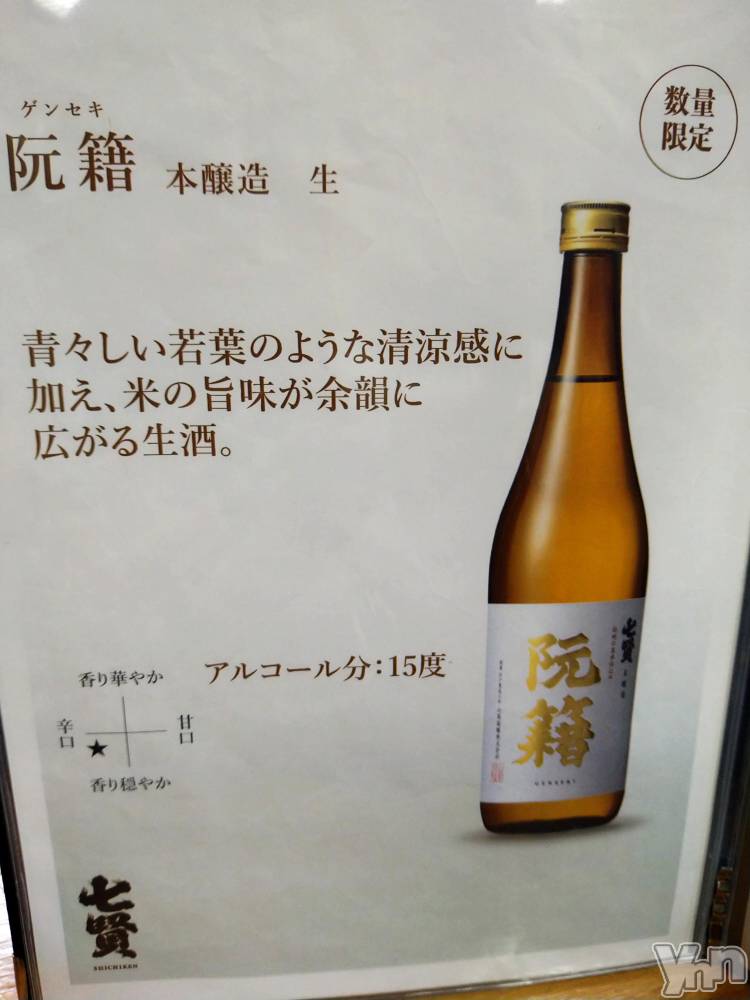 ゲンセキ
阮籍 本醸造 生
数量
限定
青々しい若葉のような清涼感に
加え、米の旨味が余韻に
広がる生酒。
アルコール分：15度
香り華やか
辛口
甘口
★
香り穏やか
七賢
阮籍
GENSEKI
七賢
SHICHIKEN